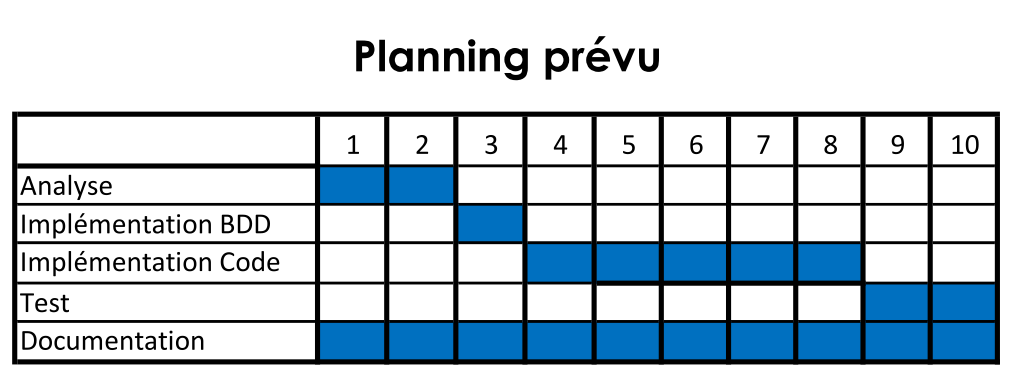 Planning prévu
1 2 3 4 5 6 7 8 9 10
Analyse
Implémentation BDD
Implémentation Code
Test
Documentation